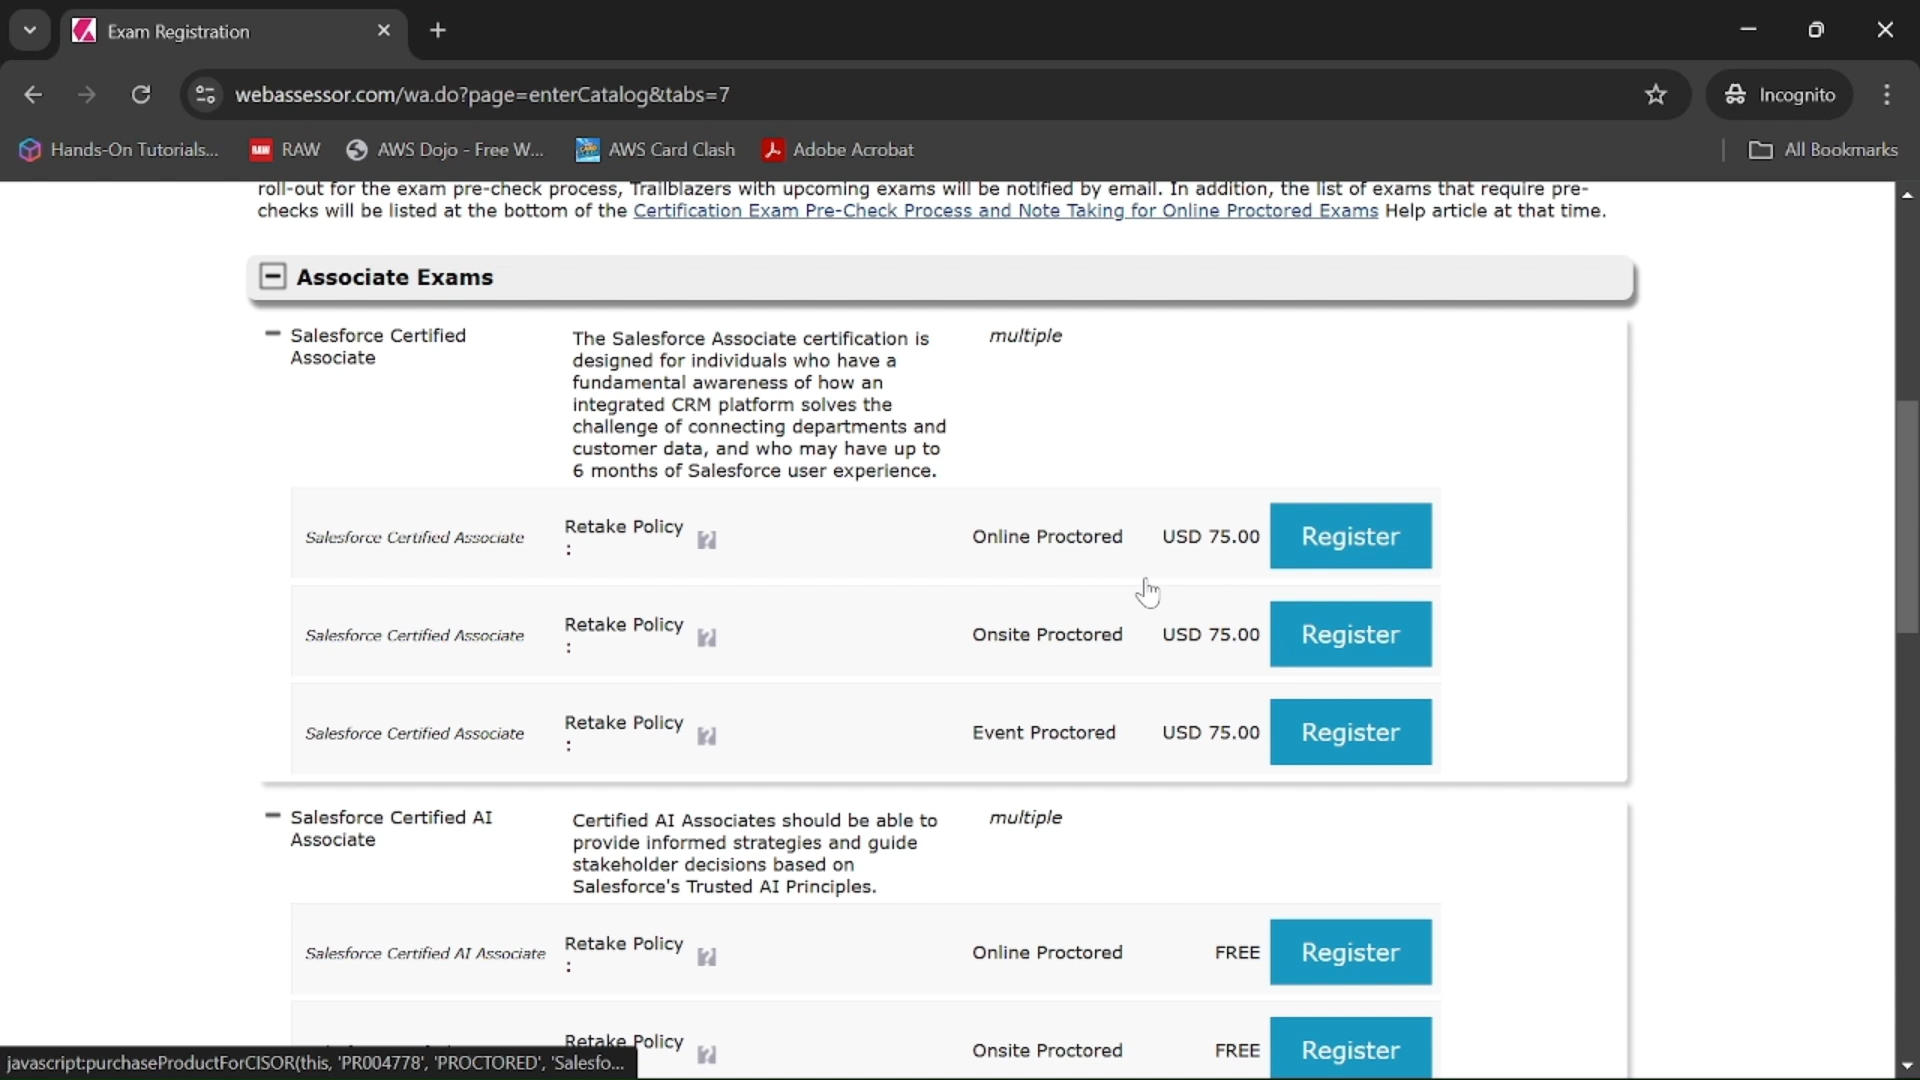 Exam Registration
webassessor.com/wa.do?page=enterCatalog&tabs=7
Incognito
Hands-On Tutorials...
RAW
AWS Dojo - Free W...
AWS Card Clash
Adobe Acrobat
All Bookmarks
roll-out for the exam pre-check process, Trailblazers with upcoming exams will be notified by email. In addition, the list of exams that require pre-
checks will be listed at the bottom of the Certification Exam Pre-Check Process and Note Taking for Online Proctored Exams Help article at that time.
Associate Exams
Salesforce Certified
Associate
The Salesforce Associate certification is
designed for individuals who have a
fundamental awareness of how an
integrated CRM platform solves the
challenge of connecting departments and
customer data, and who may have up to
6 months of Salesforce user experience.
multiple
Salesforce Certified Associate
Retake Policy
:
Online Proctored
USD 75.00
Register
Salesforce Certified Associate
Retake Policy
:
Onsite Proctored
USD 75.00
Register
Salesforce Certified Associate
Retake Policy
:
Event Proctored
USD 75.00
Register
Salesforce Certified AI
Associate
Certified AI Associates should be able to
provide informed strategies and guide
stakeholder decisions based on
Salesforce's Trusted AI Principles.
multiple
Salesforce Certified AI Associate
Retake Policy
:
Online Proctored
FREE
Register
Retake Policy
Onsite Proctored
FREE
Register
javascript:purchaseProductForCISOR(this, 'PR004778', 'PROCTORED', 'Salesfo...